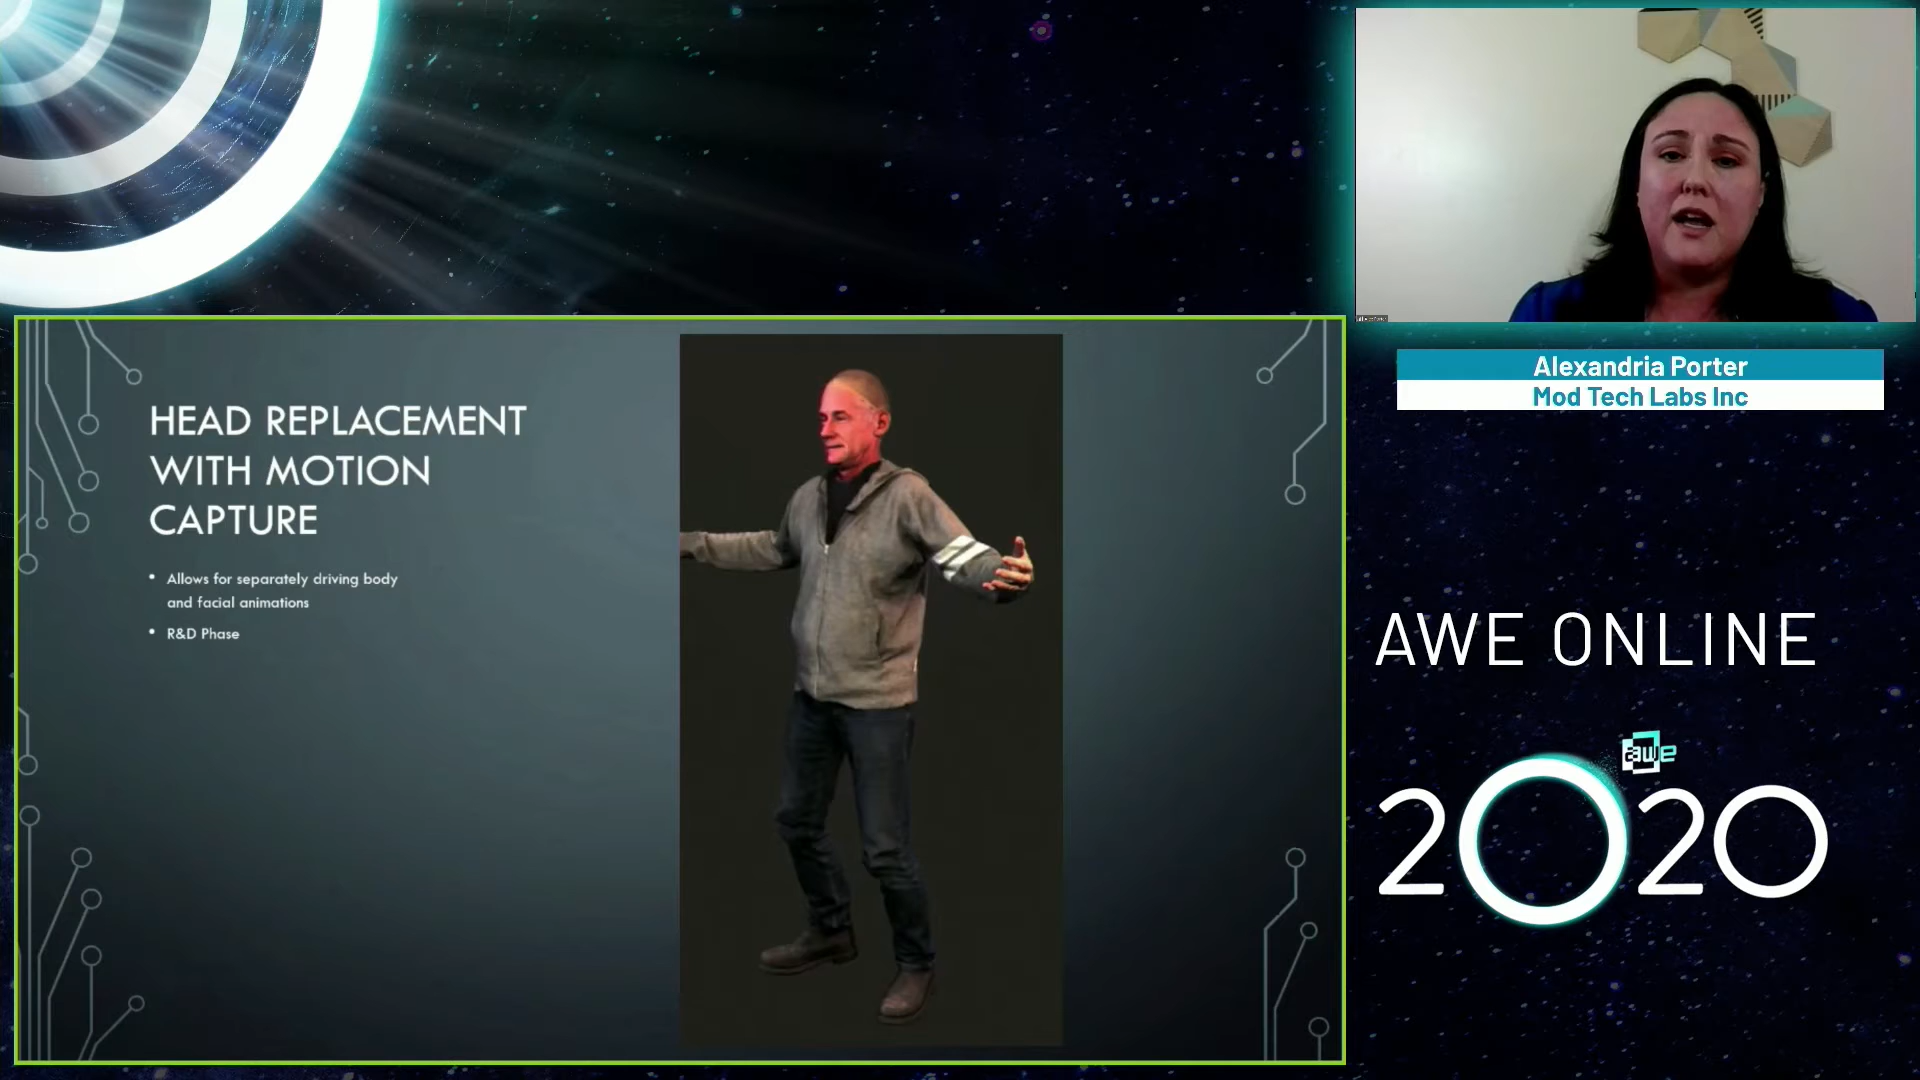 HEAD REPLACEMENT
WITH MOTION
CAPTURE
• Allows for separately driving body
and facial animations
• R&D Phase
Alexandria Porter
Mod Tech Labs Inc
AWE ONLINE
awe
2020